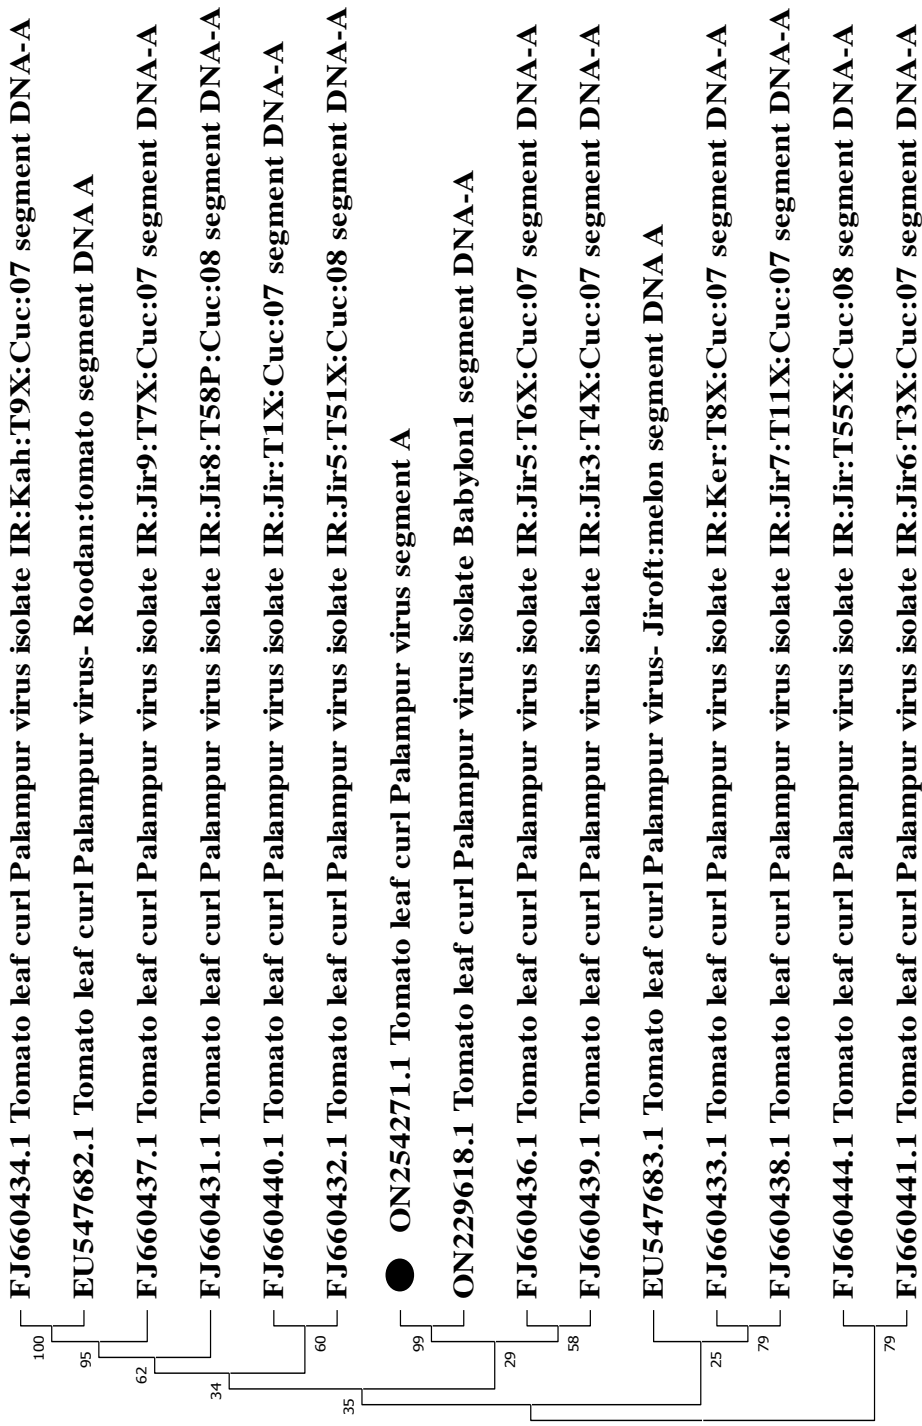 FJ660434.1 Tomato leaf curl Palampur virus isolate IR:Kah:T9X:Cuc:07 segment DNA-A
EU547682.1 Tomato leaf curl Palampur virus- Roodan:tomato segment DNA A
FJ660437.1 Tomato leaf curl Palampur virus isolate IR:Jir9:T7X:Cuc:07 segment DNA-A
FJ660431.1 Tomato leaf curl Palampur virus isolate IR:Jir8:T58P:Cuc:08 segment DNA-A
FJ660440.1 Tomato leaf curl Palampur virus isolate IR:Jir:T1X:Cuc:07 segment DNA-A
FJ660432.1 Tomato leaf curl Palampur virus isolate IR:Jir5:T51X:Cuc:08 segment DNA-A
ON254271.1 Tomato leaf curl Palampur virus segment A
ON229618.1 Tomato leaf curl Palampur virus isolate Babylon1 segment DNA-A
FJ660436.1 Tomato leaf curl Palampur virus isolate IR:Jir5:T6X:Cuc:07 segment DNA-A
FJ660439.1 Tomato leaf curl Palampur virus isolate IR:Jir3:T4X:Cuc:07 segment DNA-A
EU547683.1 Tomato leaf curl Palampur virus- Jiroft:melon segment DNA A
FJ660433.1 Tomato leaf curl Palampur virus isolate IR:Ker:T8X:Cuc:07 segment DNA-A
FJ660438.1 Tomato leaf curl Palampur virus isolate IR:Jir7:T11X:Cuc:07 segment DNA-A
FJ660444.1 Tomato leaf curl Palampur virus isolate IR:Jir:T55X:Cuc:08 segment DNA-A
FJ660441.1 Tomato leaf curl Palampur virus isolate IR:Jir6:T3X:Cuc:07 segment DNA-A
100
95
62
34
60
35
99
29
58
25
79
79